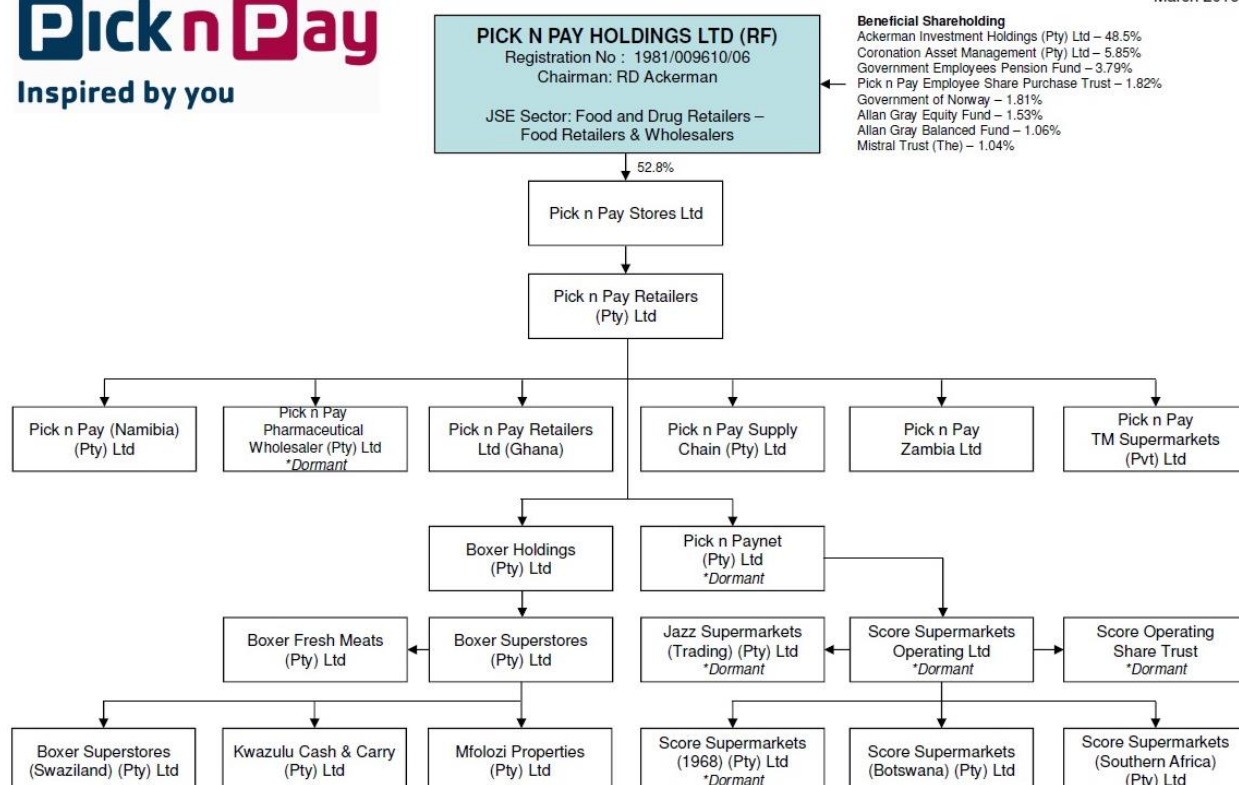 Pick n Pay
Inspired by you
PICK N PAY HOLDINGS LTD (RF)
Registration No : 1981/009610/06
Chairman: RD Ackerman
JSE Sector: Food and Drug Retailers –
Food Retailers & Wholesalers
Beneficial Shareholding
Ackerman Investment Holdings (Pty) Ltd – 48.5%
Coronation Asset Management (Pty) Ltd – 5.85%
Government Employees Pension Fund – 3.79%
Pick n Pay Employee Share Purchase Trust – 1.82%
Government of Norway – 1.81%
Allan Gray Equity Fund – 1.53%
Allan Gray Balanced Fund – 1.06%
Mistral Trust (The) – 1.04%
52.8%
Pick n Pay Stores Ltd
Pick n Pay Retailers
(Pty) Ltd
Pick n Pay (Namibia)
(Pty) Ltd
Pick n Pay
Pharmaceutical
Wholesaler (Pty) Ltd
*Dormant
Pick n Pay Retailers
Ltd (Ghana)
Pick n Pay Supply
Chain (Pty) Ltd
Pick n Pay
Zambia Ltd
Pick n Pay
TM Supermarkets
(Pvt) Ltd
Boxer Holdings
(Pty) Ltd
Pick n Paynet
(Pty) Ltd
*Dormant
Boxer Fresh Meats
(Pty) Ltd
Boxer Superstores
(Pty) Ltd
Jazz Supermarkets
(Trading) (Pty) Ltd
*Dormant
Score Supermarkets
Operating Ltd
*Dormant
Score Operating
Share Trust
*Dormant
Boxer Superstores
(Swaziland) (Pty) Ltd
Kwazulu Cash & Carry
(Pty) Ltd
Mfolozi Properties
(Pty) Ltd
Score Supermarkets
(1968) (Pty) Ltd
*Dormant
Score Supermarkets
(Botswana) (Pty) Ltd
Score Supermarkets
(Southern Africa)
(Pty) Ltd